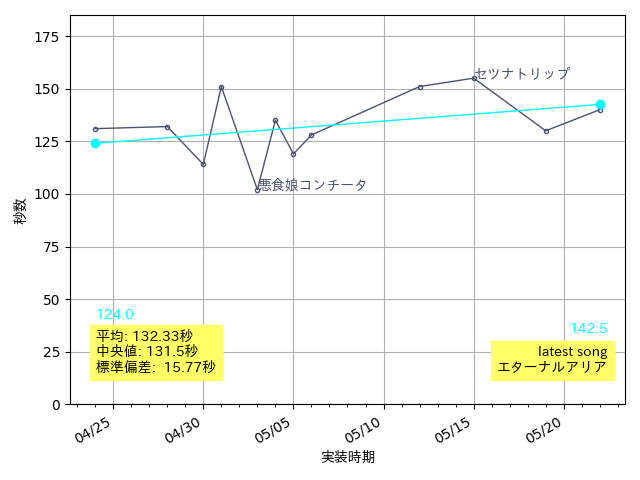 175
150
125
100
75
50
25
0
秒数
セツナトリップ
悪食娘コンチータ
124.0
142.5
平均: 132.33秒
中央値: 131.5秒
標準偏差: 15.77秒
latest song
エターナルアリア
04/25
04/30
05/05
05/10
05/15
05/20
実装時期